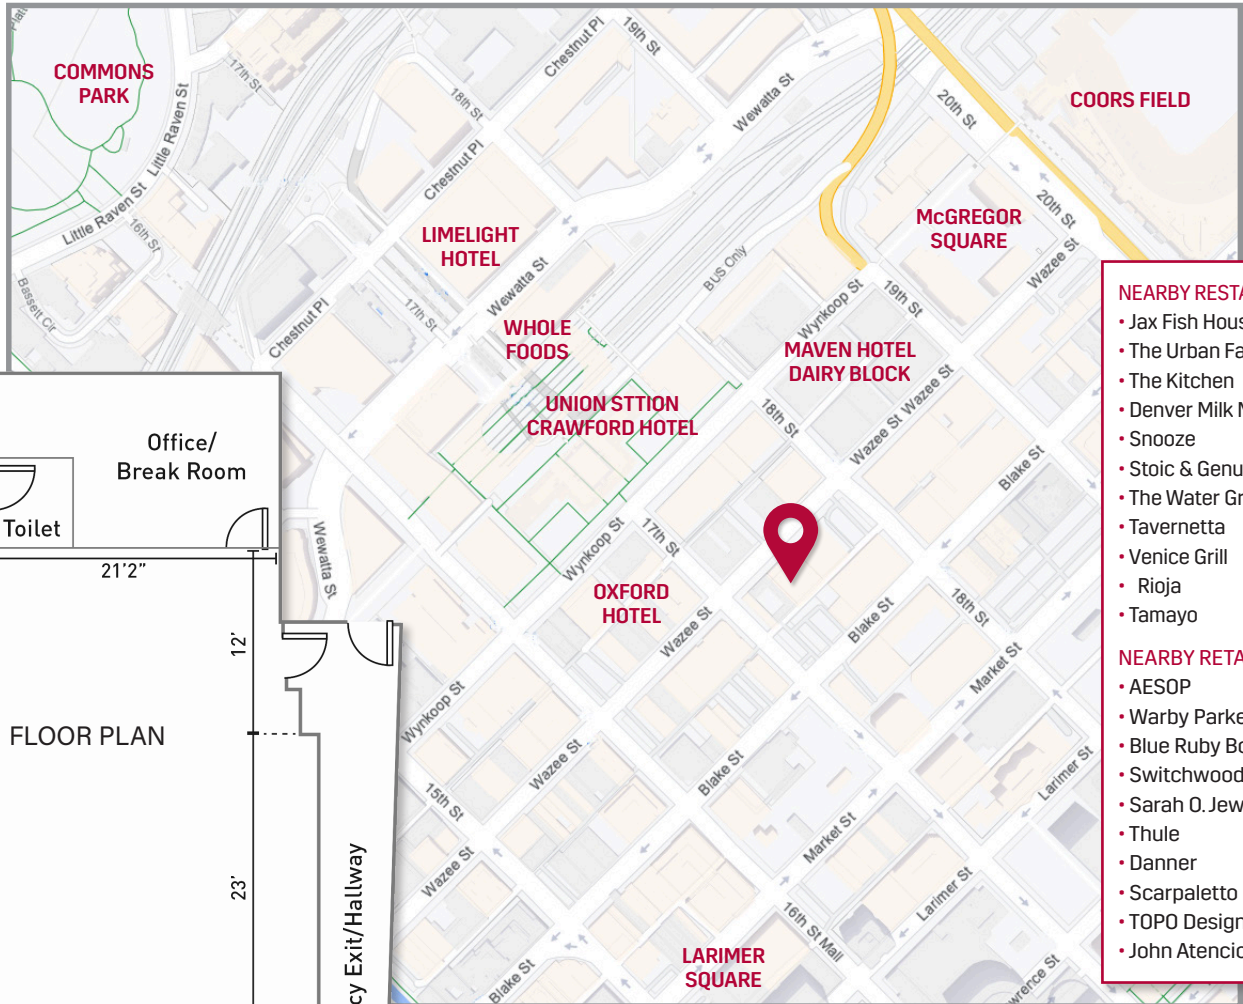 COMMONS
PARK
17th St
Little Raven St
Little Raven St
16th St
Bassett Cir
Chestnut Pl
19th St
18th St
Chestnut Pl
Wewatta St
20th St
COORS FIELD
20th St
McGREGOR
SQUARE
Wazee St
LIMELIGHT
HOTEL
Wewatta St
17th St
Chestnut Pl
BUS Only
Wynkoop St
19th St
WHOLE
FOODS
MAVEN HOTEL
DAIRY BLOCK
Wazee St
Wazee St
UNION STTION
CRAWFORD HOTEL
18th St
Blake St
Wewatta St
Wynkoop St
17th St
OXFORD
HOTEL
Wazee St
Blake St
18th St
Market St
Wynkoop St
Wazee St
Blake St
Larimer St
15th St
Market St
Wazee St
Larimer St
16th St Mall
LARIMER
SQUARE
Blake St
wrence St
Office/
Break Room
Toilet
21'2"
12'
FLOOR PLAN
23'
cy Exit/Hallway
NEARBY RESTA
• Jax Fish Hous
• The Urban Fa
• The Kitchen
• Denver Milk M
• Snooze
• Stoic & Genu
• The Water Gr
• Tavernetta
• Venice Grill
• Rioja
• Tamayo
NEARBY RETA
• AESOP
• Warby Parke
• Blue Ruby Bo
• Switchwood
• Sarah O. Jew
• Thule
• Danner
• Scarpaletto
• TOPO Design
• John Atencio